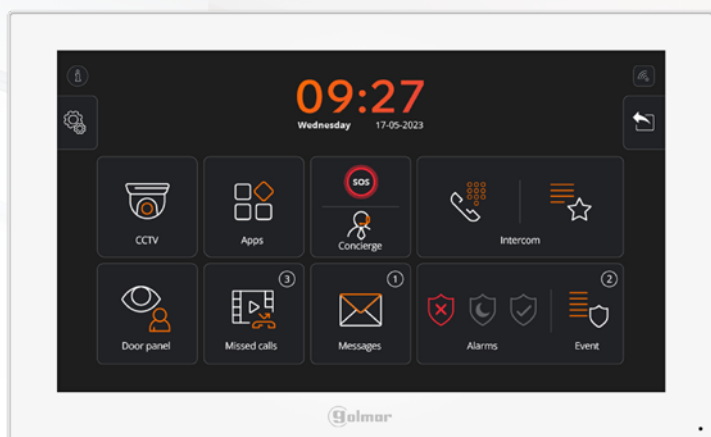 09:27
Wednesday 17-05-2023
SOS
CCTV
Apps
Concierge
Intercom
3
1
2
Door panel
Missed calls
Messages
Alarms
Event
golmar